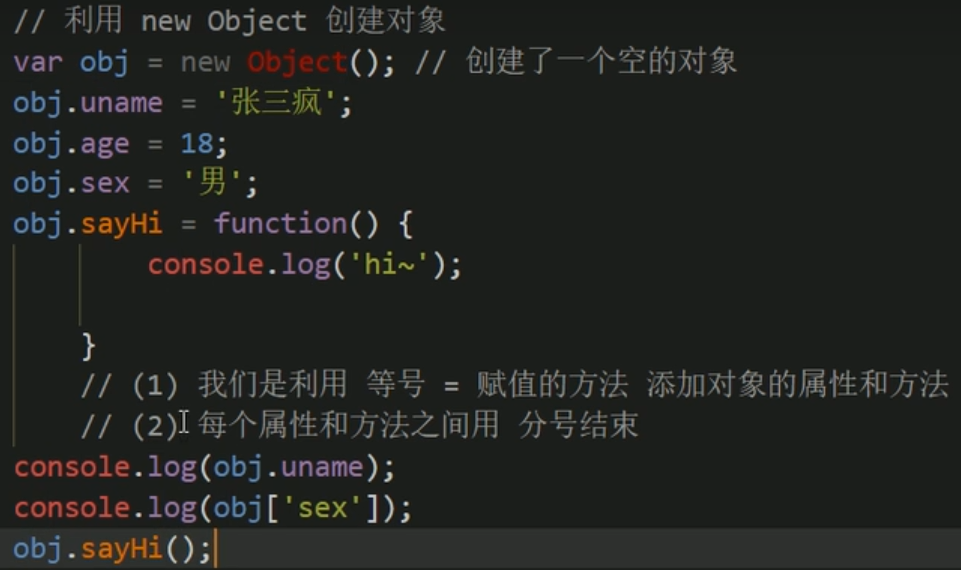 // 利用 new Object 创建对象
var obj = new Object(); // 创建了一个空的对象
obj.uname = '张三疯';
obj.age = 18;
obj.sex = '男';
obj.sayHi = function() {
console.log('hi~');
}
// (1) 我们是利用 等号 = 赋值的方法 添加对象的属性和方法
// (2) 每个属性和方法之间用 分号结束
console.log(obj.uname);
console.log(obj['sex']);
obj.sayHi();